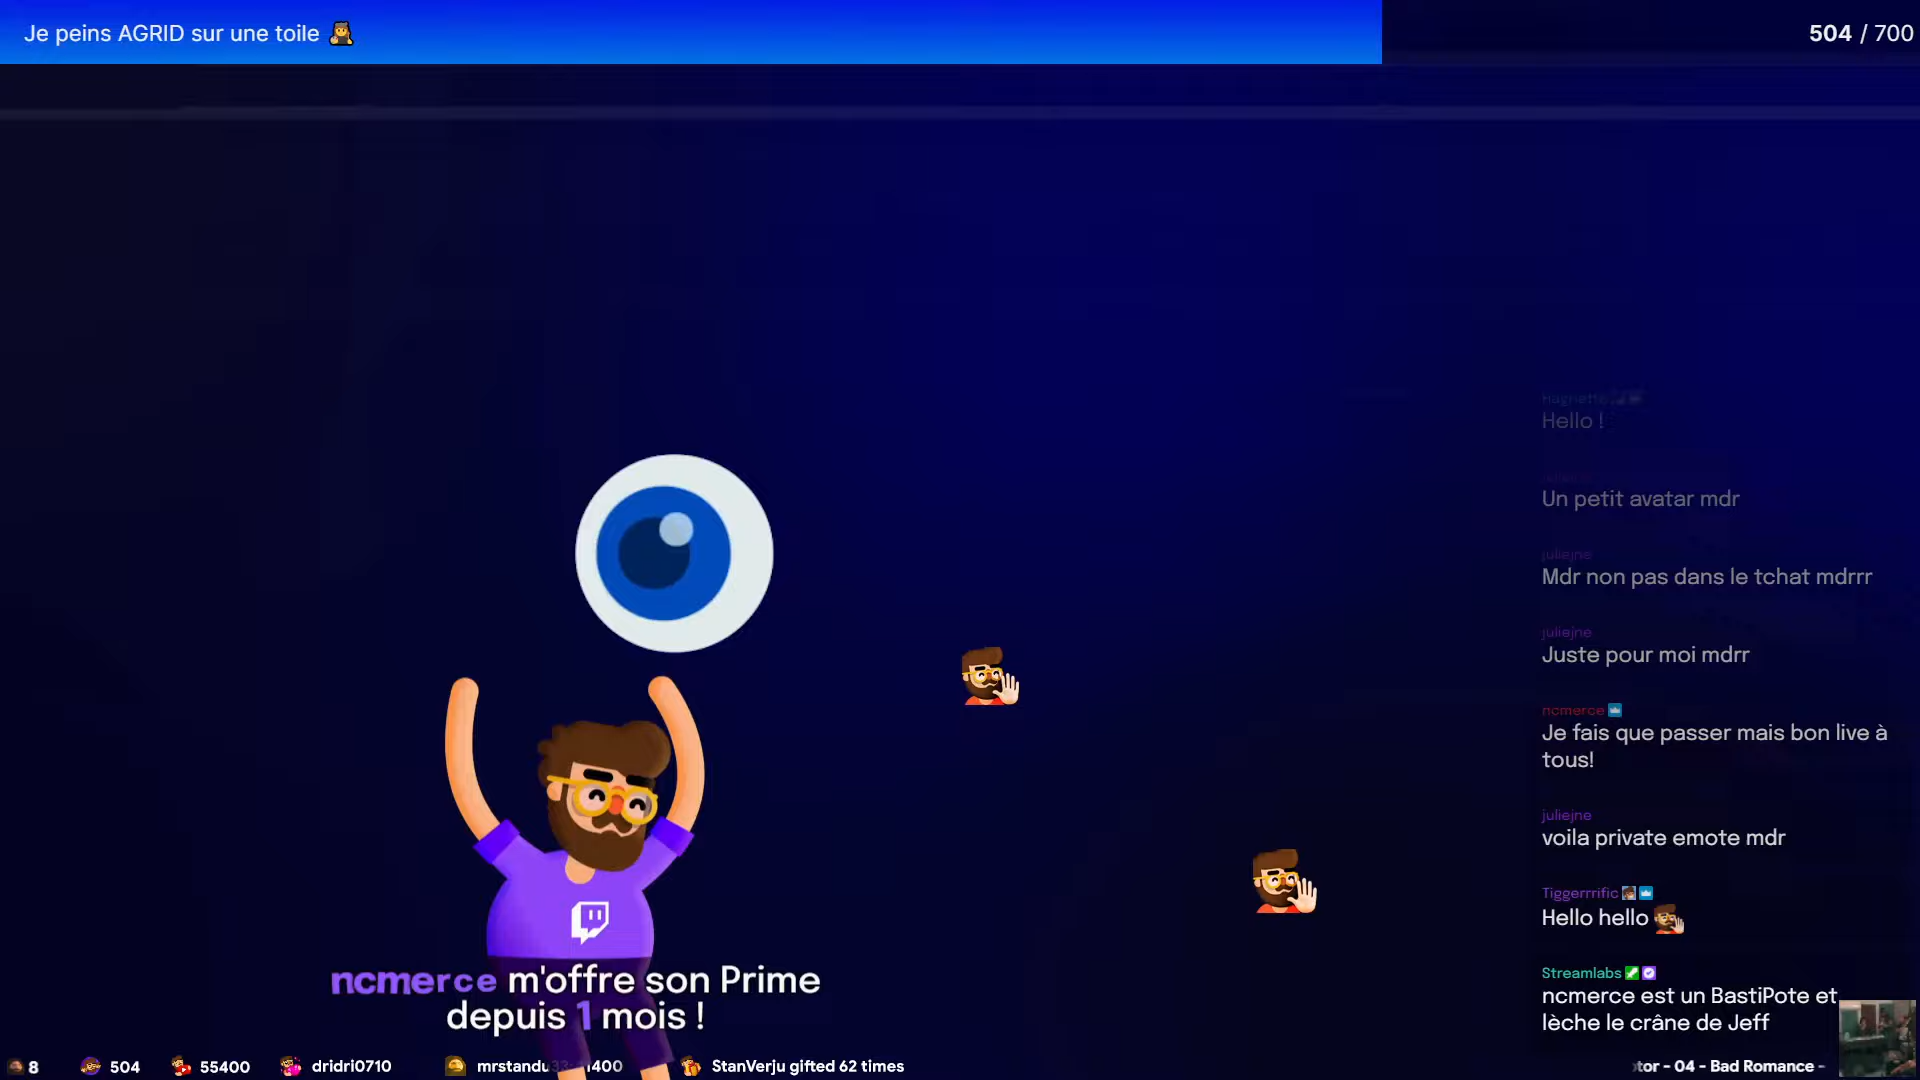 Je peins AGRID sur une toile
504 / 700
Hello !
Un petit avatar mdr
juliejne
Mdr non pas dans le tchat mdrrr
juliejne
Juste pour moi mdrr
ncmerce
Je fais que passer mais bon live à
tous!
juliejne
voila private emote mdr
Tiggerrrific
Hello hello
Streamlabs
ncmerce est un BastiPote et
lèche le crâne de Jeff
ncmerce m'offre son Prime
depuis 1 mois !
8
504
55400
dridri0710
StanVerju gifted 62 times
- 04 - Bad Romance -